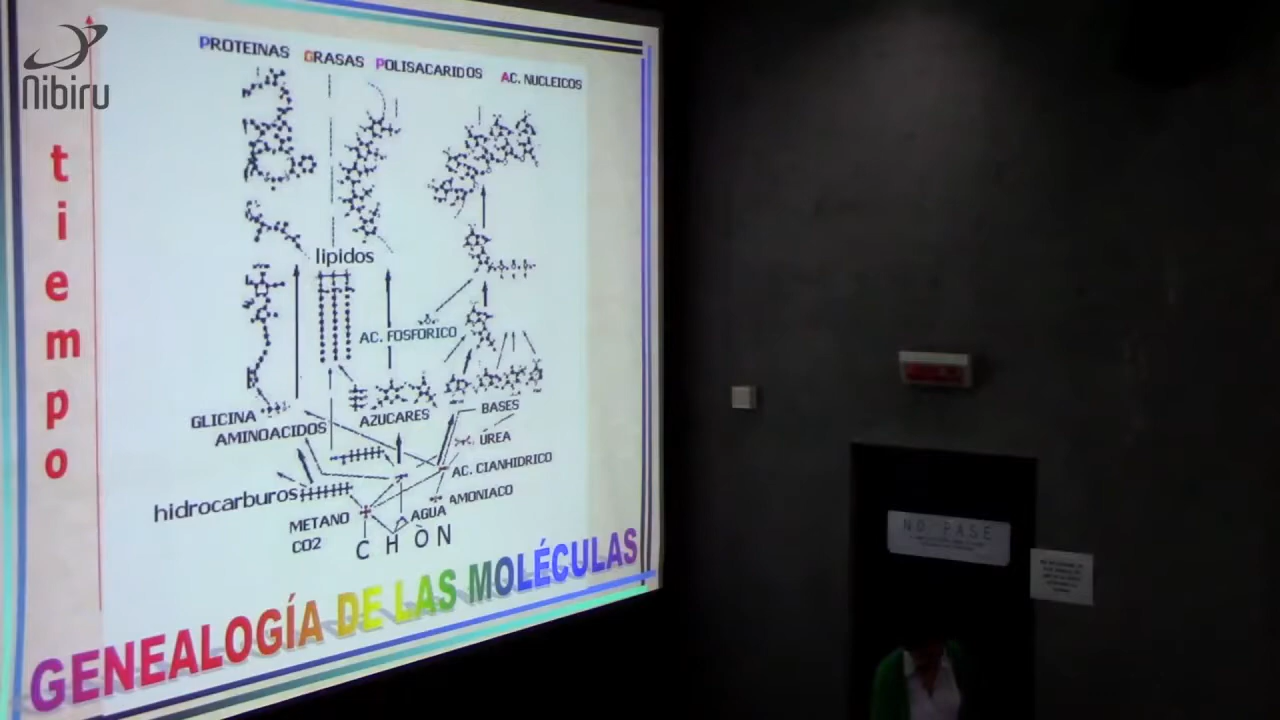 Nibiru
tiempo
PROTEINAS GRASAS POLISACARIDOS AC. NUCLEICOS
lipidos
AC. FOSFORICO
GLICINA
AMINOACIDOS
AZUCARES
BASES
UREA
AC. CIANHIDRICO
hidrocarburos
AMONIACO
METANO
AGUA
CO2
C H O N
GENEALOGÍA DE LAS MOLÉCULAS
NO PASE